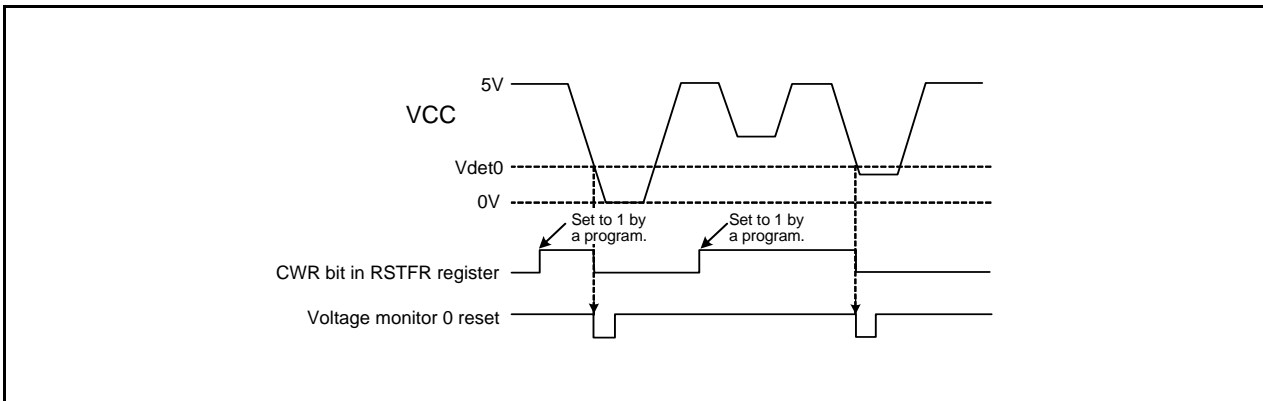 5V
VCC
Vdet0
0V
Set to 1 by
a program.
Set to 1 by
a program.
CWR bit in RSTFR register
Voltage monitor 0 reset